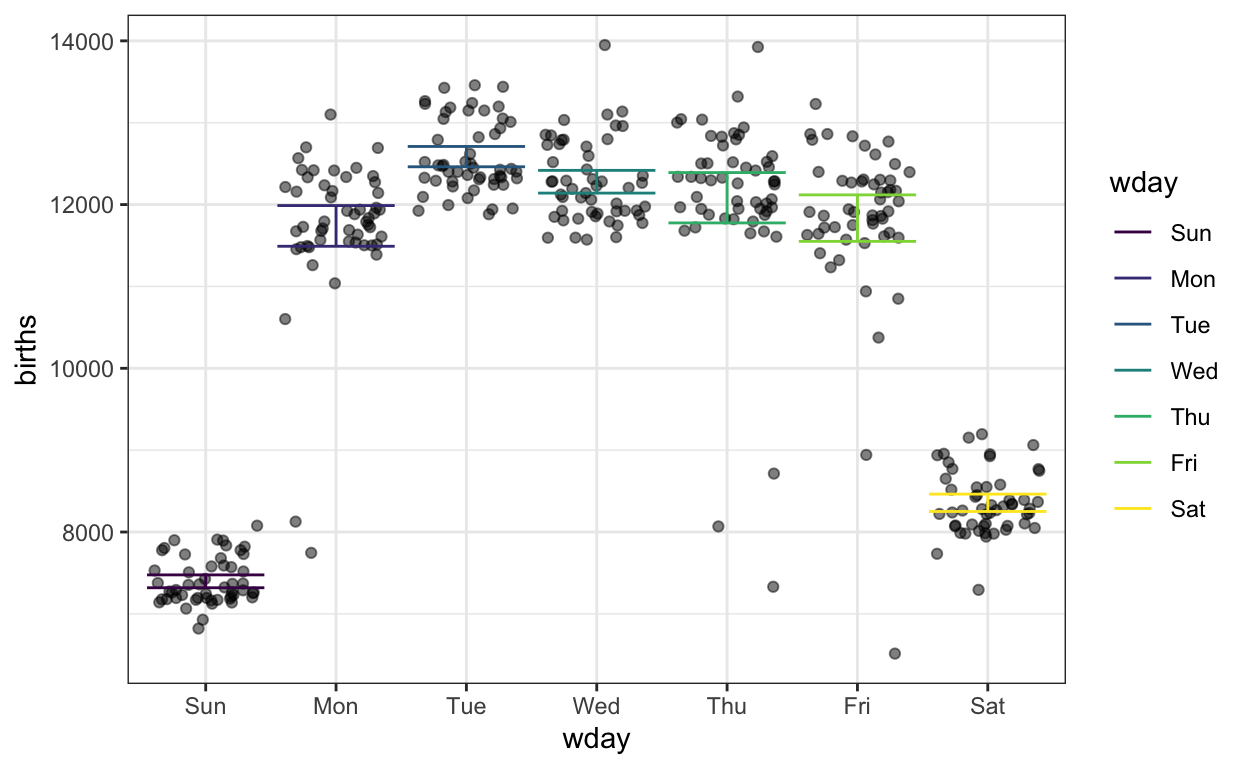 14000
12000
10000
8000
births
Sun Mon Tue Wed Thu Fri Sat
wday
wday
Sun
Mon
Tue
Wed
Thu
Fri
Sat